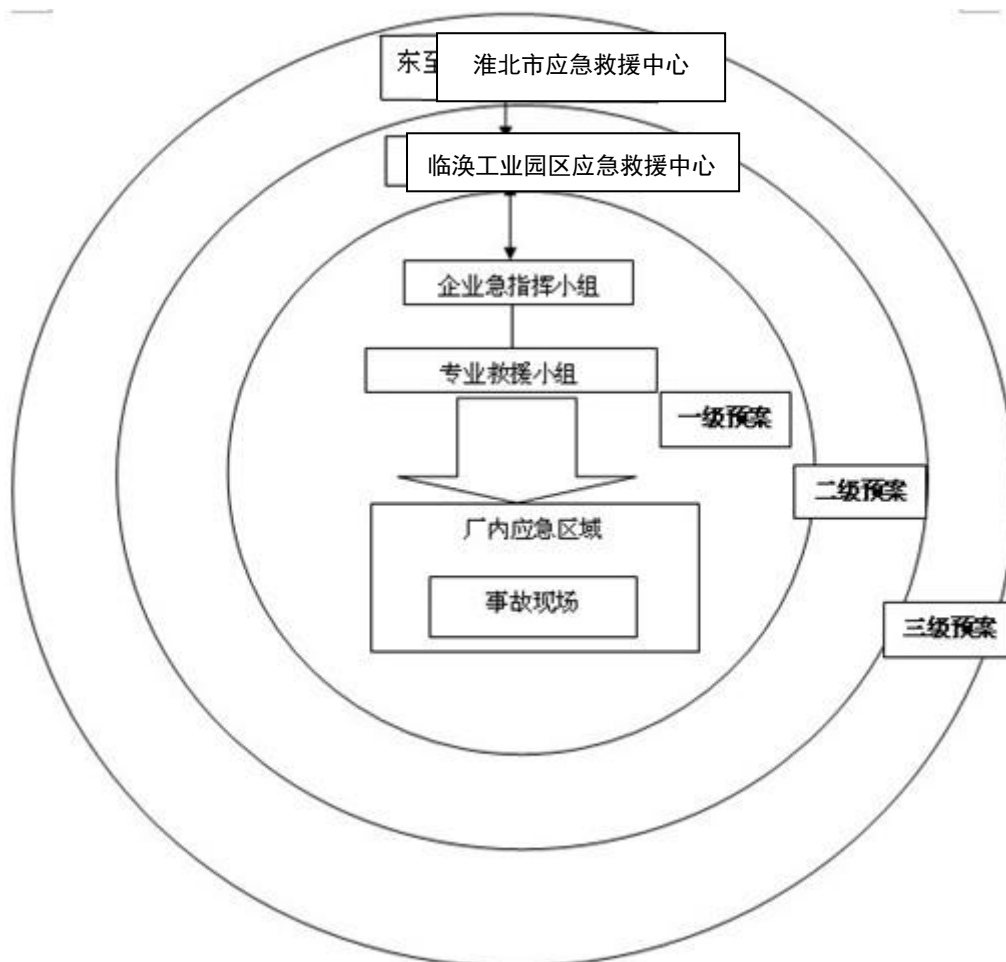 东至
淮北市应急救援中心
临涣工业园区应急救援中心
企业急指挥小组
专业救援小组
一级预案
二级预案
厂内应急区域
事故现场
三级预案